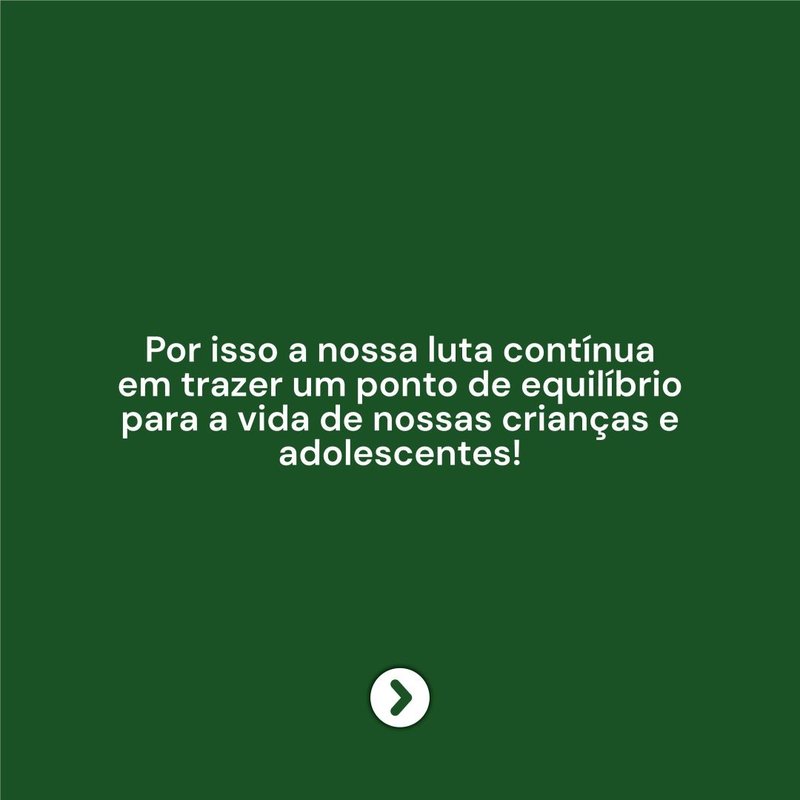 Por isso a nossa luta contínua
em trazer um ponto de equilíbrio
para a vida de nossas crianças e
adolescentes!